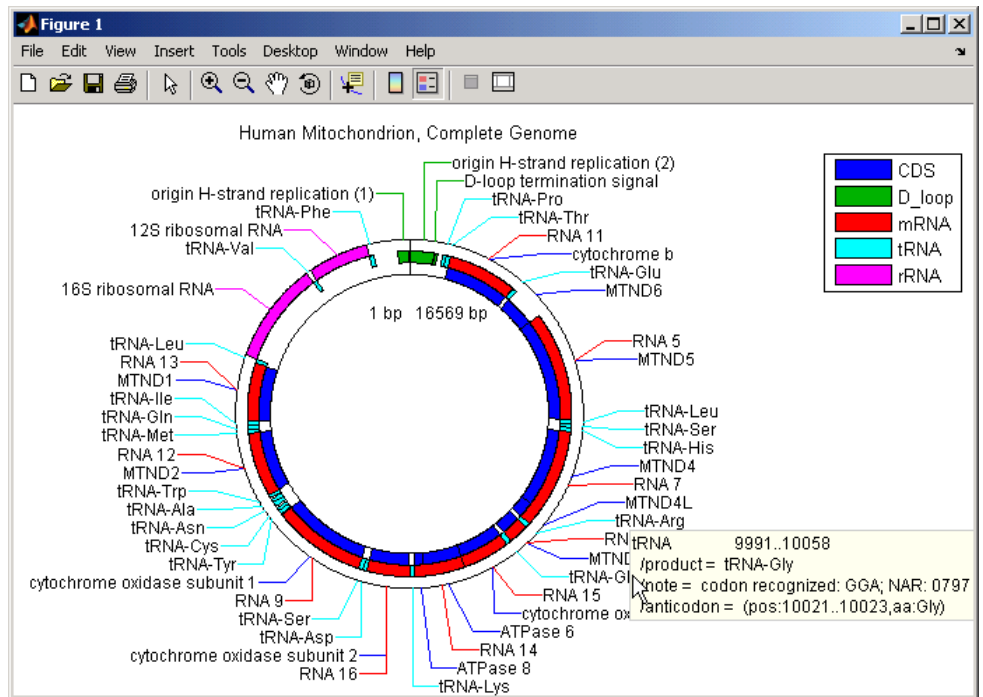 Figure 1
File Edit View Insert Tools Desktop Window Help
Human Mitochondrion, Complete Genome
origin H-strand replication (2)
D-loop termination signal
tRNA-Pro
tRNA-Thr
RNA 11
cytochrome b
tRNA-Glu
MTND6
RNA 5
MTND5
tRNA-Leu
tRNA-Ser
tRNA-His
MTND4
RNA 7
MTND4L
tRNA-Arg
RN
MTND
tRNA-Gl
RNA 15
cytochrome ox
ATPase 6
RNA 14
ATPase 8
tRNA-Lys
origin H-strand replication (1)
tRNA-Phe
12S ribosomal RNA
tRNA-Val
16S ribosomal RNA
tRNA-Leu
RNA 13
MTND1
tRNA-Ile
tRNA-Gln
tRNA-Met
RNA 12
MTND2
tRNA-Trp
tRNA-Ala
tRNA-Asn
tRNA-Cys
tRNA-Tyr
cytochrome oxidase subunit 1
RNA 9
tRNA-Ser
tRNA-Asp
cytochrome oxidase subunit 2
RNA 16
1 bp 16569 bp
CDS
D_loop
mRNA
tRNA
rRNA
tRNA 9991..10058
/product = tRNA-Gly
/note = codon recognized: GGA; NAR: 0797
/anticodon = (pos:10021..10023,aa:Gly)